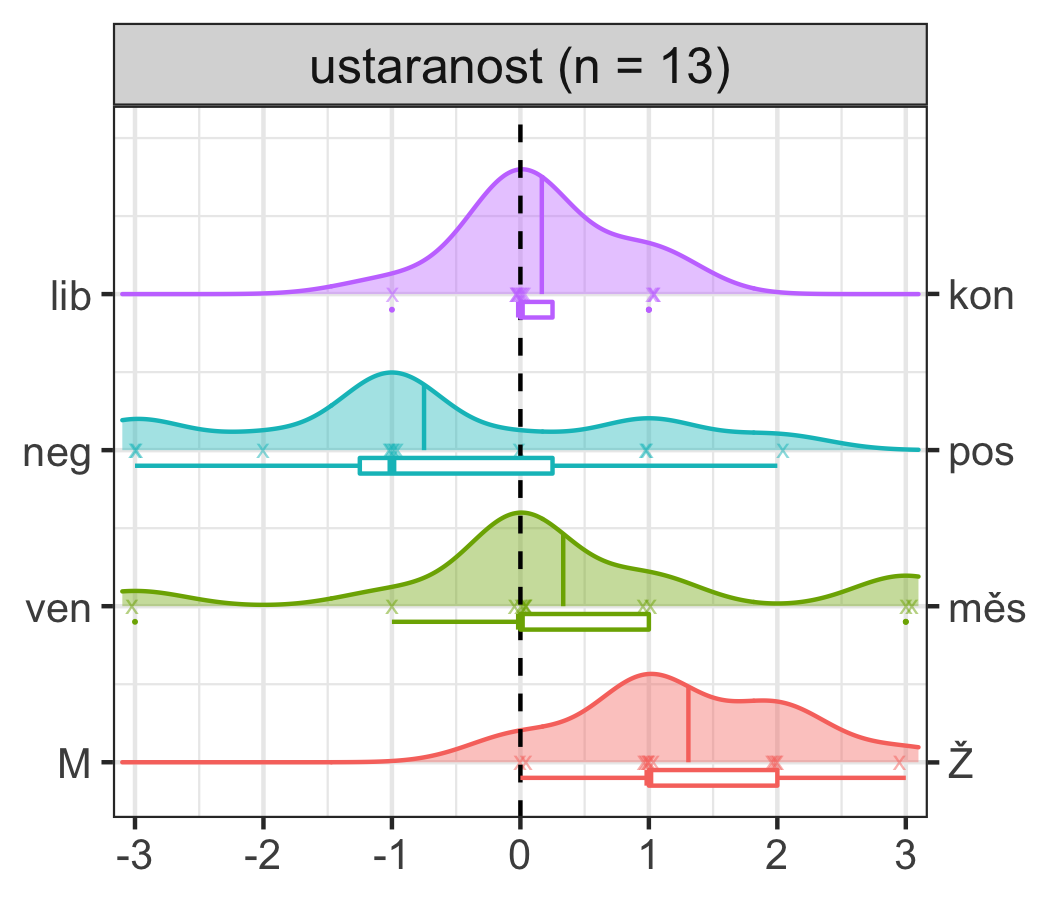 ustaranost (n = 13)
lib kon
neg pos
ven měs
M Ž
-3 -2 -1 0 1 2 3